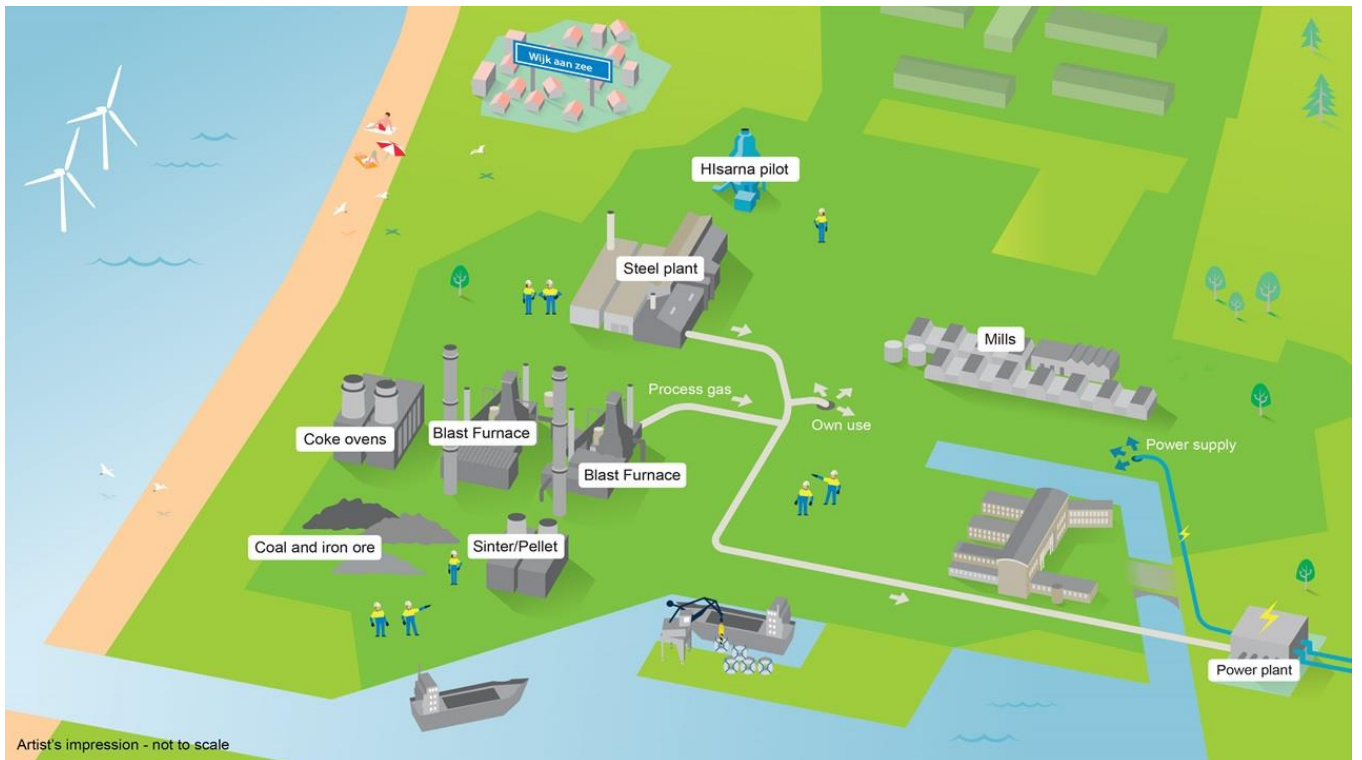 Wijk aan zee
HIsarna pilot
Steel plant
Mills
Process gas
Own use
Coke ovens
Blast Furnace
Power supply
Blast Furnace
Coal and iron ore
Sinter/Pellet
Power plant
Artist's impression - not to scale